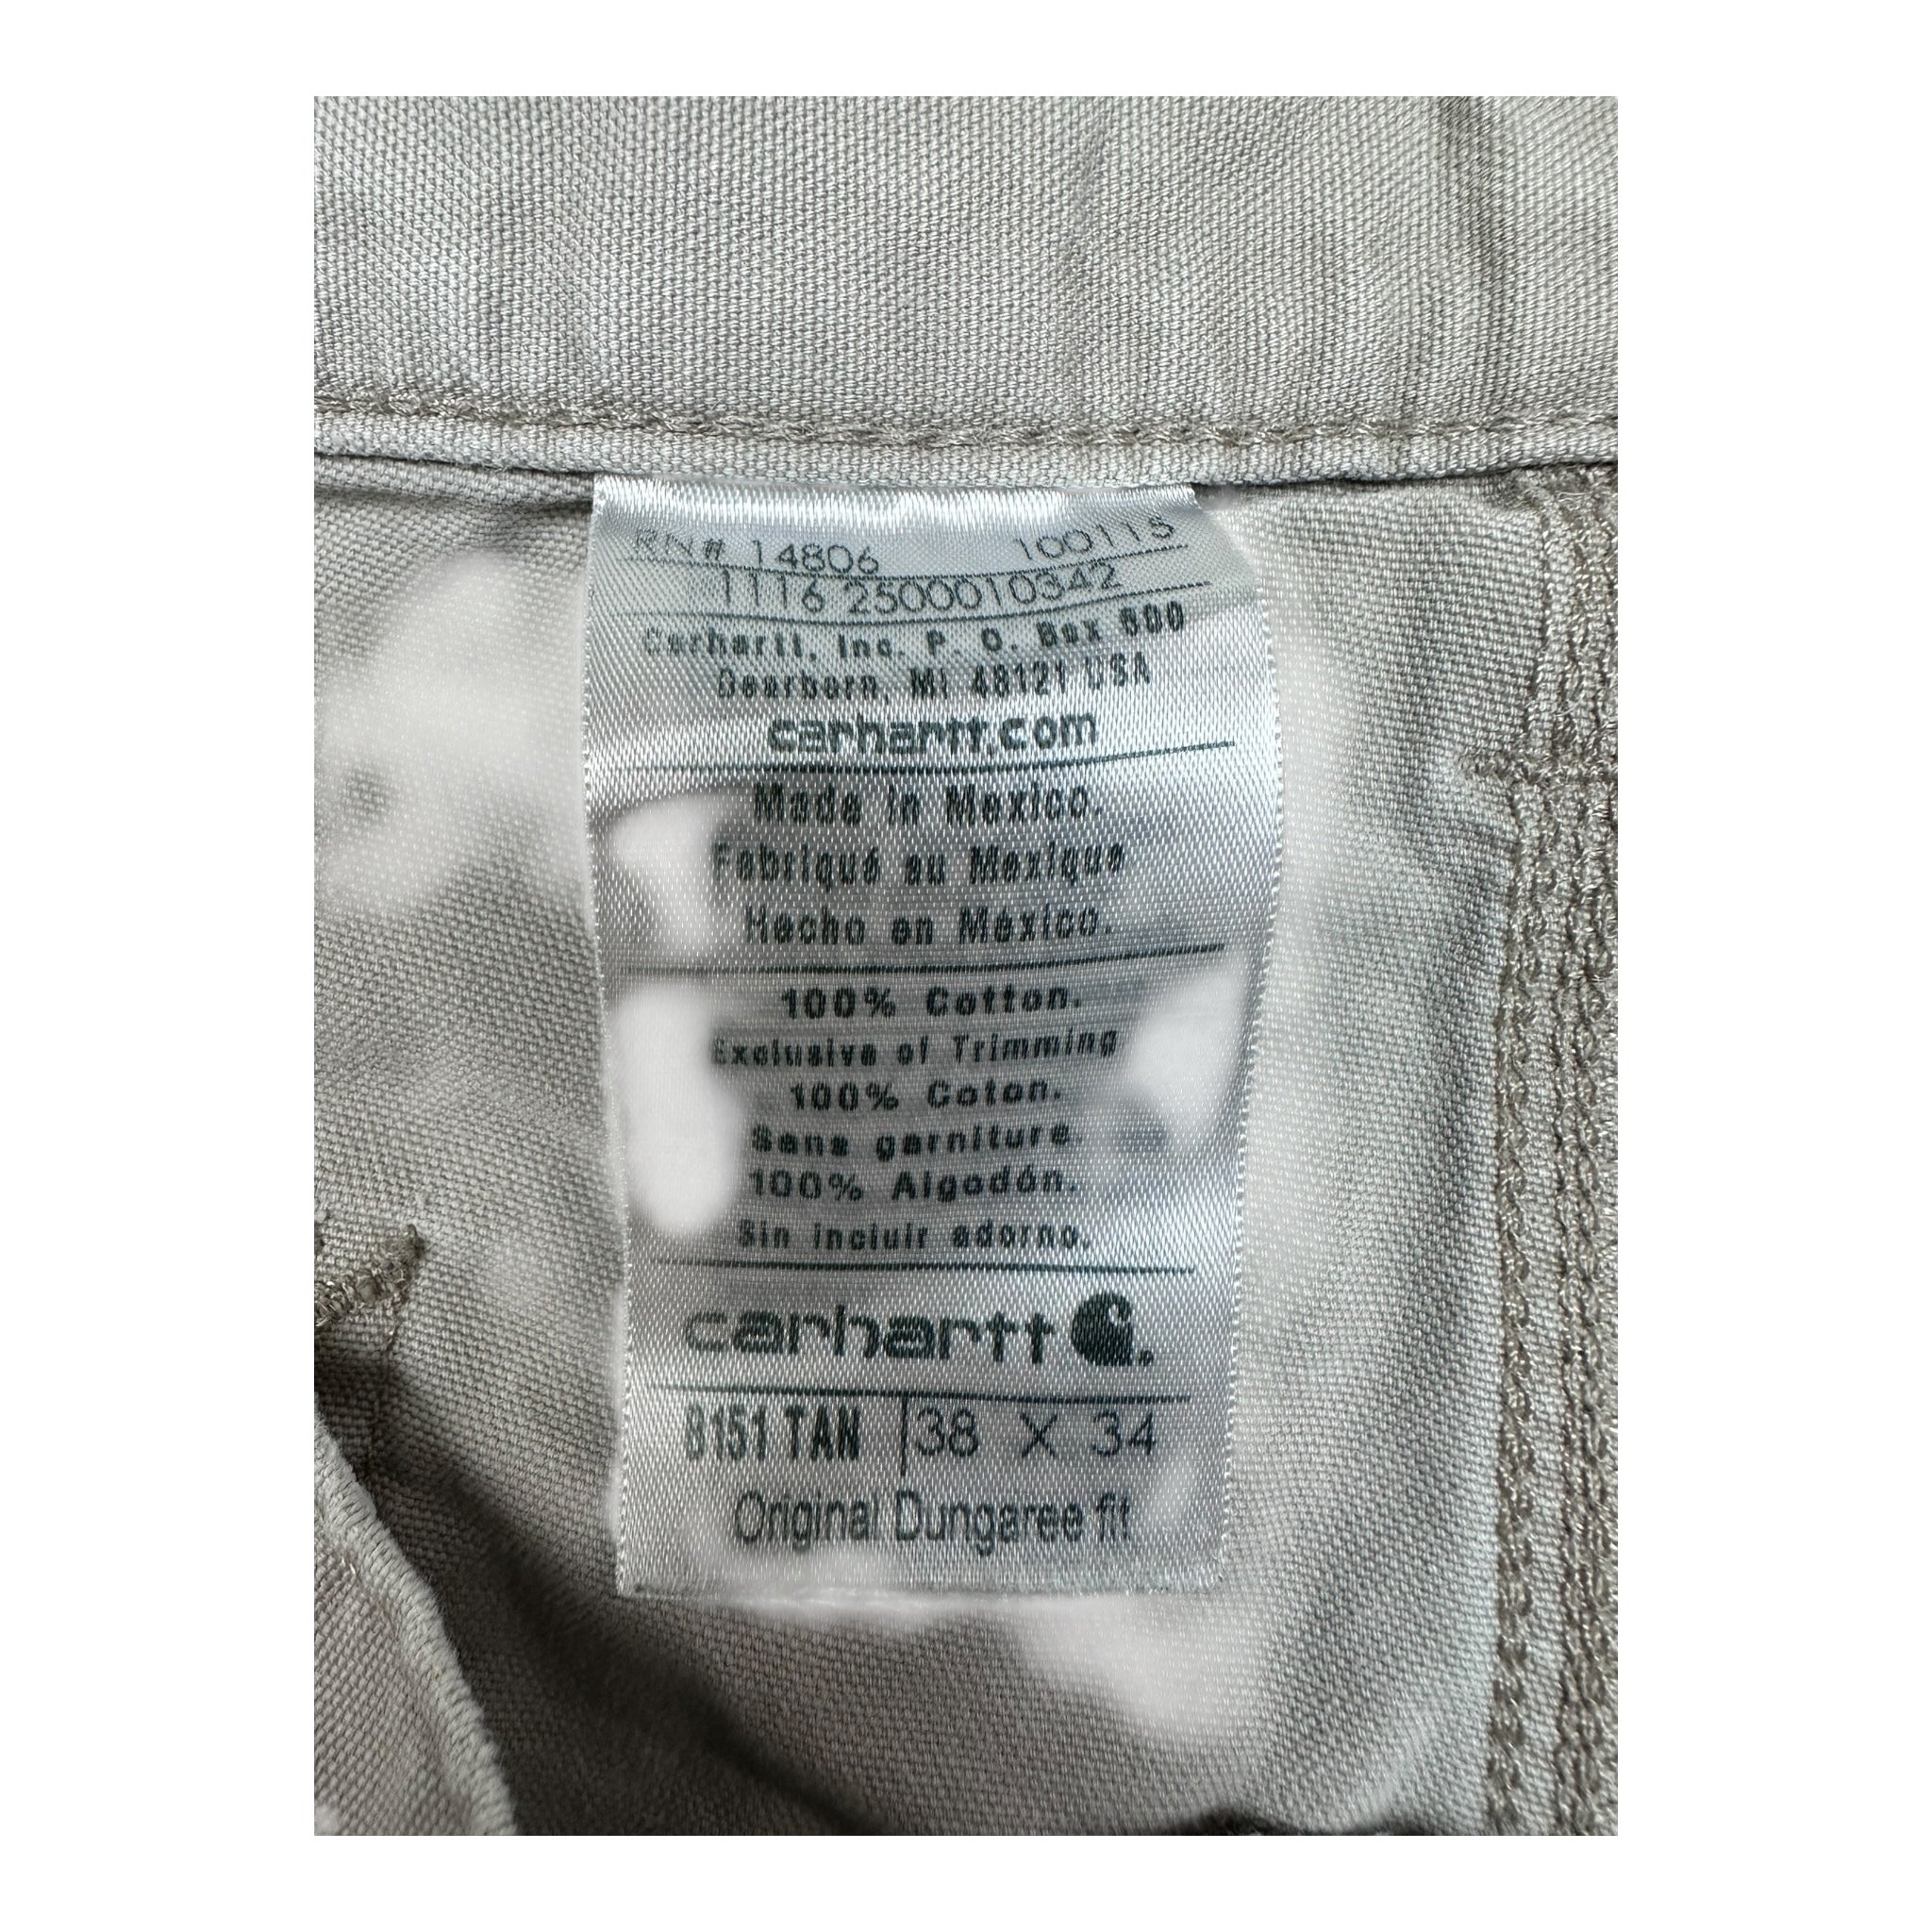 RN# 14806 100115
1116 2500010342
Carhartt, Inc. P. O. Box 600
Dearborn, MI 48121 USA
carhartt.com
Made in Mexico.
Fabriqué au Mexique
Hecho en México.
100% Cotton.
Exclusive of Trimming
100% Coton.
Sans garniture.
100% Algodón.
Sin incluir adorno.
carhartt
B151 TAN 38 X 34
Original Dungaree fit